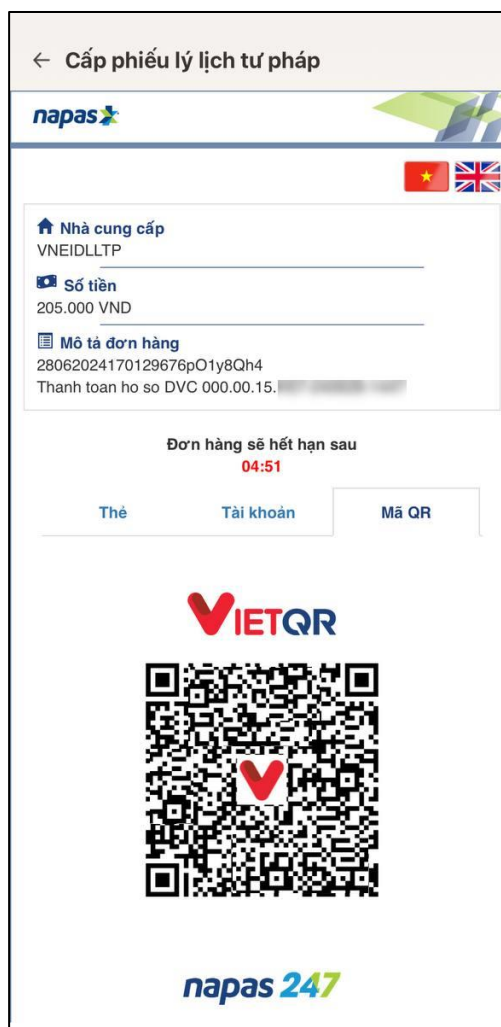 ← Cấp phiếu lý lịch tư pháp
napas
Nhà cung cấp
VNEIDLLTP
Số tiền
205.000 VND
Mô tả đơn hàng
28062024170129676pO1y8Qh4
Thanh toan ho so DVC 000.00.15.
Đơn hàng sẽ hết hạn sau
04:51
Thẻ Tài khoản Mã QR
VIETQR
napas 247